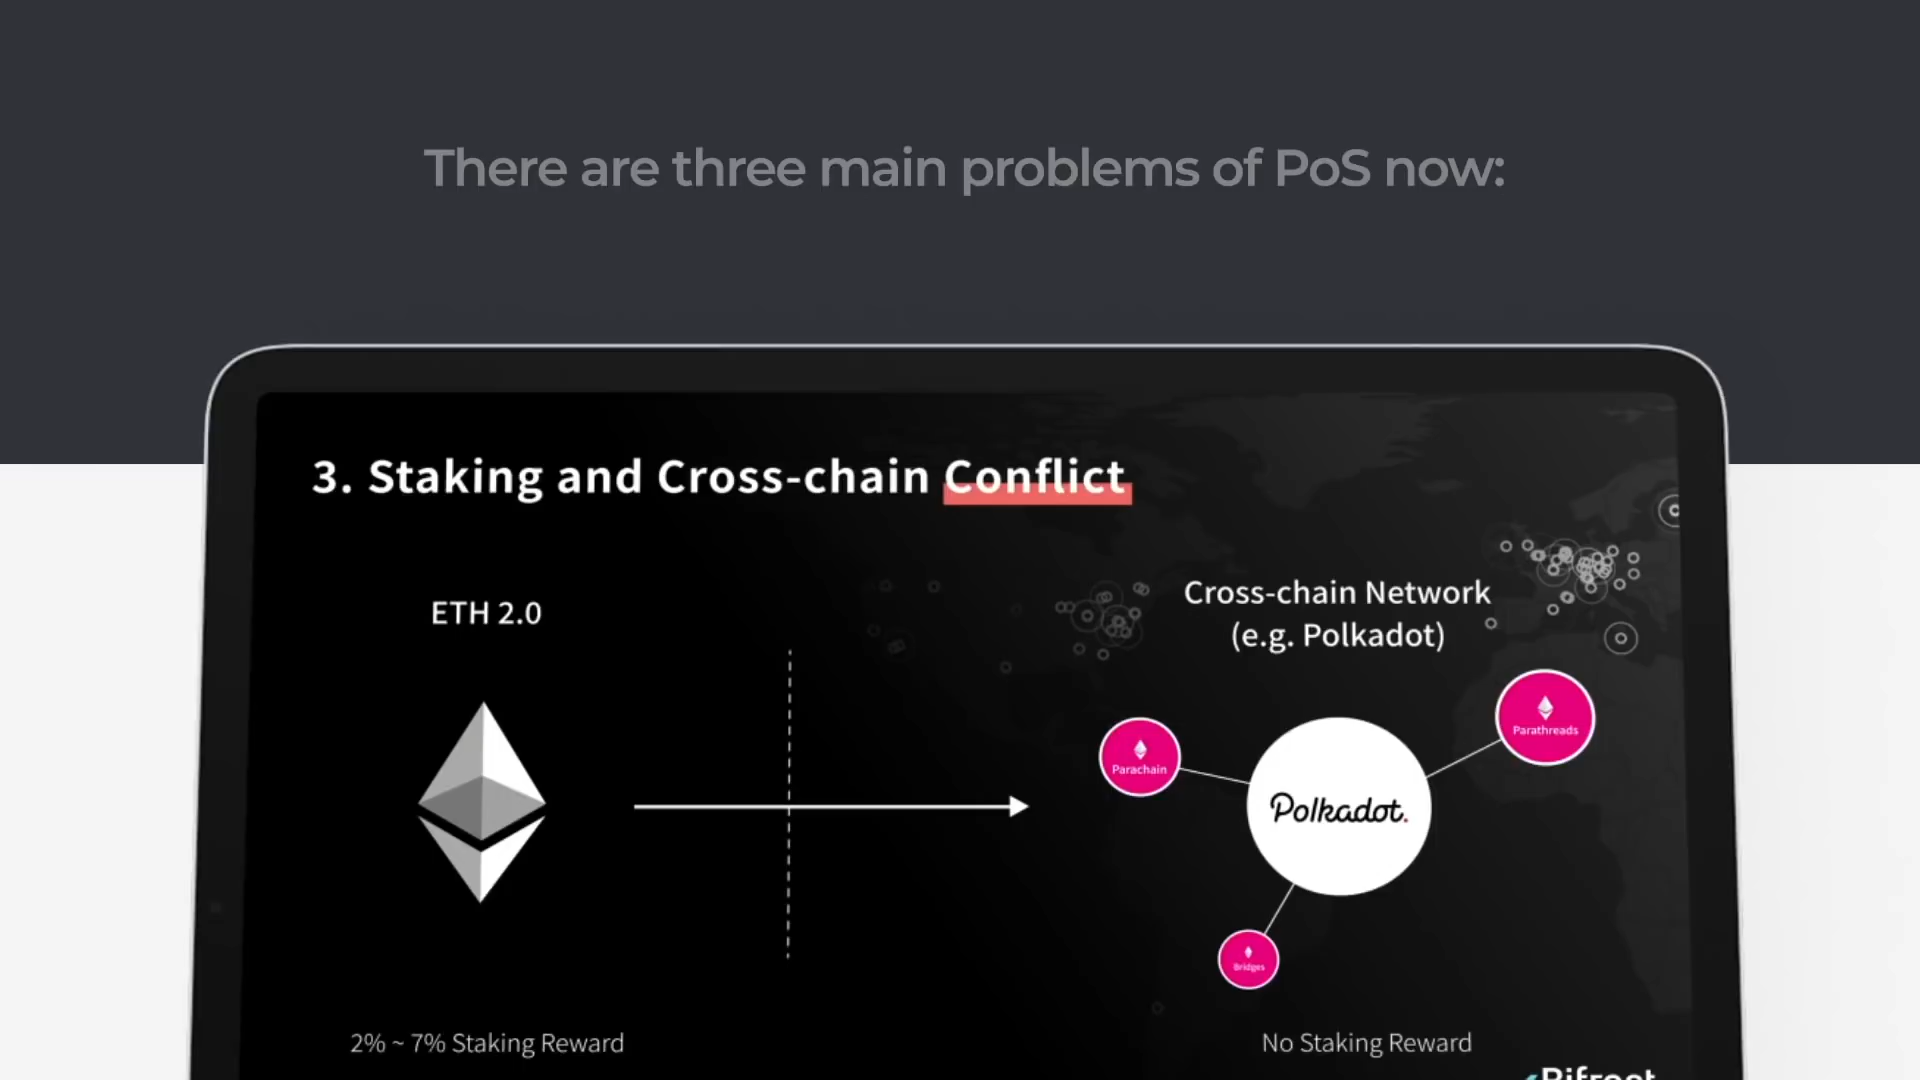 There are three main problems of PoS now:
3. Staking and Cross-chain Conflict
ETH 2.0
Cross-chain Network
(e.g. Polkadot)
Parathreads
Parachain
Polkadot.
Bridges
2% ~ 7% Staking Reward
No Staking Reward
Bifrost